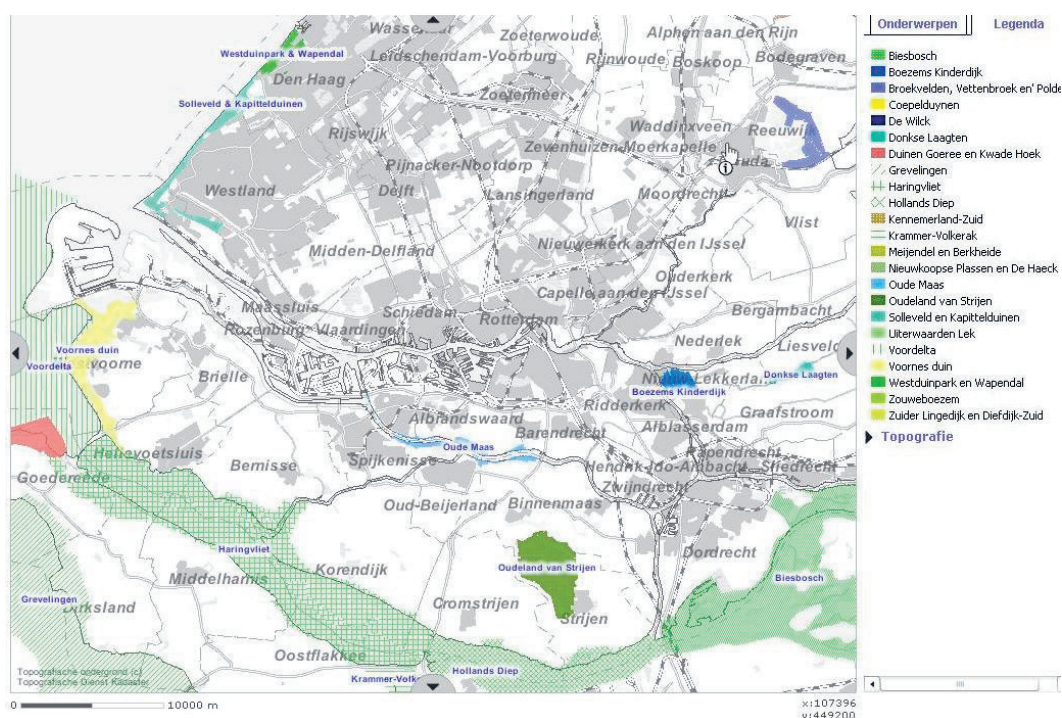 Wassenaar
Zoeterwoude
Alphen aan den Rijn
Westduinpark & Wapendal
Leidschendam-Voorburg
Rijnwoude
Boskoop
Bodegraven
Den Haag
Zoetermeer
Solleveld & Kapittelduinen
Rijswijk
Waddinxveen
Reeuwijk
Zevenhuizen-Moerkapelle
Pijnacker-Nootdorp
Westland
Delft
Lansingerland
Moordrecht
Vlist
Midden-Delfland
Nieuwerkerk aan den IJssel
Ouderkerk
Capelle aan den IJssel
Maassluis
Schiedam
Bergambacht
Rozenburg
Vlaardingen
Rotterdam
Nederlek
Voornes duin
Liesveld
Voordelta
Brielle
Donkse Laagten
Boezems Kinderdijk
Ridderkerk
Graafstroom
Albrandswaard
Alblasserdam
Barendrecht
Oude Maas
Hellevoetsluis
Bernisse
Spijkenisse
Papendrecht
Hendrik-Ido-Ambacht
Sliedrecht
Goedereede
Zwijndrecht
Oud-Beijerland
Binnenmaas
Haringvliet
Dordrecht
Oudeland van Strijen
Korendijk
Middelharnis
Biesbosch
Grevelingen
Dirksland
Cromstrijen
Strijen
Oostflakkee
Hollands Diep
Krammer-Volk
Topografische ondergrond (c)
Topografische Dienst Kadaster
0 10000 m
x:107396
y:449200
Onderwerpen Legenda
Biesbosch
Boezems Kinderdijk
Broekvelden, Vettenbroek en' Polde
Coepelduynen
De Wilck
Donkse Laagten
Duinen Goeree en Kwade Hoek
Grevelingen
Haringvliet
Hollands Diep
Kennemerland-Zuid
Krammer-Volkerak
Meijendel en Berkheide
Nieuwkoopse Plassen en De Haeck
Oude Maas
Oudeland van Strijen
Solleveld en Kapittelduinen
Uiterwaarden Lek
Voordelta
Voornes duin
Westduinpark en Wapendal
Zouweboezem
Zuider Lingedijk en Diefdijk-Zuid
Topografie